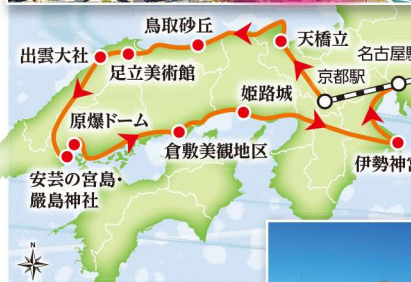 鳥取砂丘
天橋立
出雲大社
足立美術館
名古屋
京都駅
姫路城
原爆ドーム
倉敷美観地区
伊勢神宮
安芸の宮島・
厳島神社
N